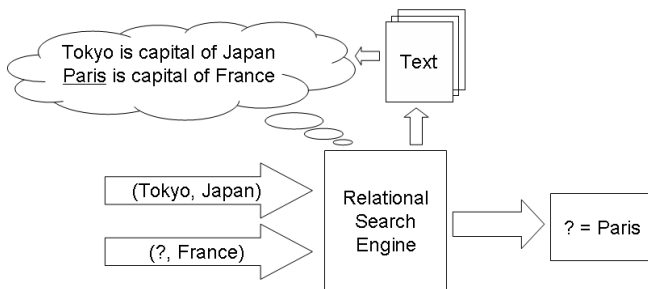 Tokyo is capital of Japan
Paris is capital of France
Text
(Tokyo, Japan)
(?, France)
Relational
Search
Engine
? = Paris